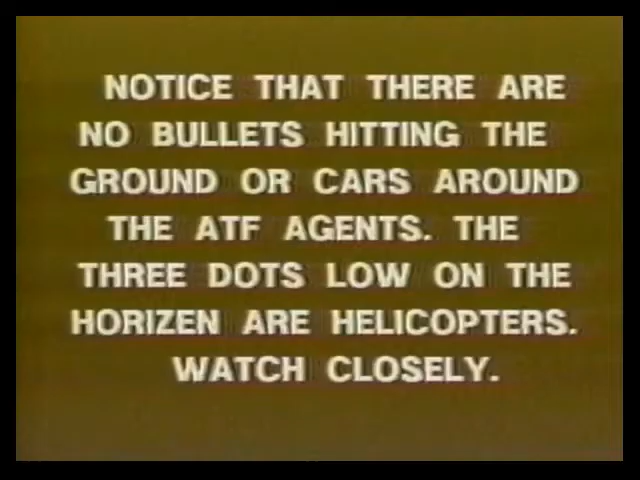 NOTICE THAT THERE ARE
NO BULLETS HITTING THE
GROUND OR CARS AROUND
THE ATF AGENTS. THE
THREE DOTS LOW ON THE
HORIZEN ARE HELICOPTERS.
WATCH CLOSELY.